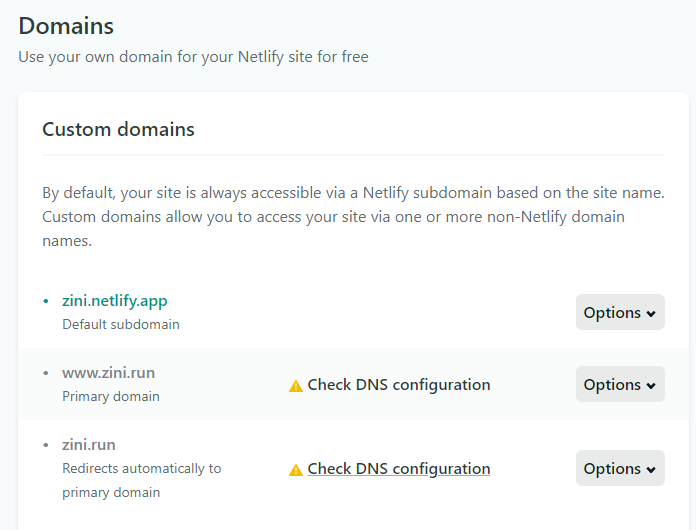 Domains
Use your own domain for your Netlify site for free
Custom domains
By default, your site is always accessible via a Netlify subdomain based on the site name.
Custom domains allow you to access your site via one or more non-Netlify domain
names.
• zini.netlify.app
Default subdomain
Options
• www.zini.run
Primary domain
Check DNS configuration
Options
• zini.run
Redirects automatically to
primary domain
Check DNS configuration
Options